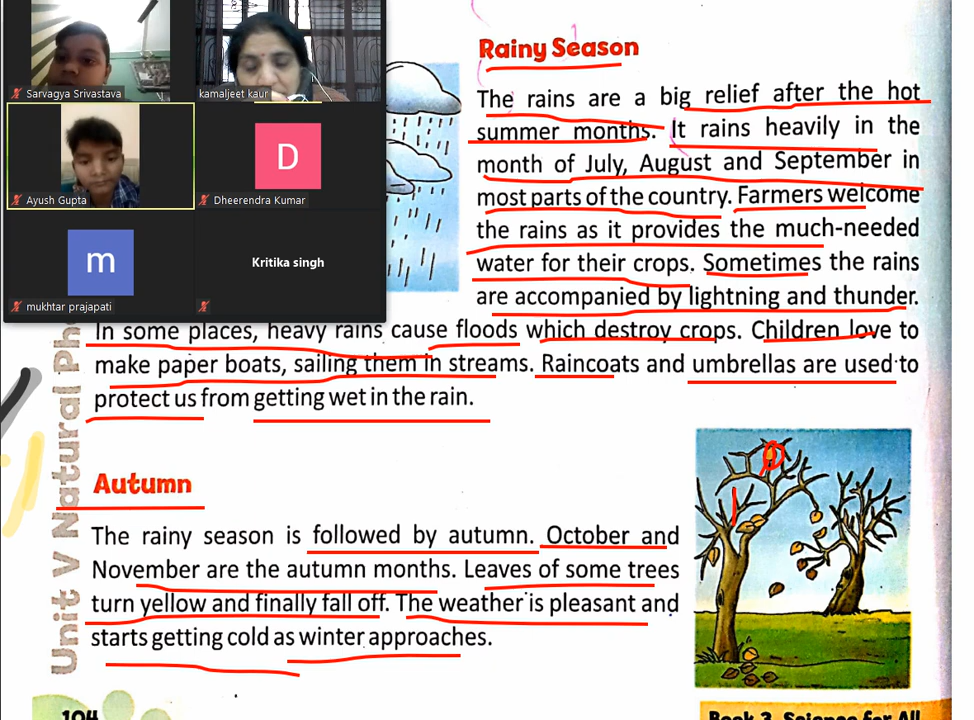 Sarvagya Srivastava
kamaljeet kaur
Ayush Gupta
D
Dheerendra Kumar
m
mukhtar prajapati
Kritika singh
Rainy Season
The rains are a big relief after the hot
summer months. It rains heavily in the
month of July, August and September in
most parts of the country. Farmers welcome
the rains as it provides the much-needed
water for their crops. Sometimes the rains
are accompanied by lightning and thunder.
In some places, heavy rains cause floods which destroy crops. Children love to
make paper boats, sailing them in streams. Raincoats and umbrellas are used to
protect us from getting wet in the rain.
Autumn
The rainy season is followed by autumn. October and
November are the autumn months. Leaves of some trees
turn yellow and finally fall off. The weather is pleasant and
starts getting cold as winter approaches.
Unit V Natural Ph
104
Book 3 Science for All